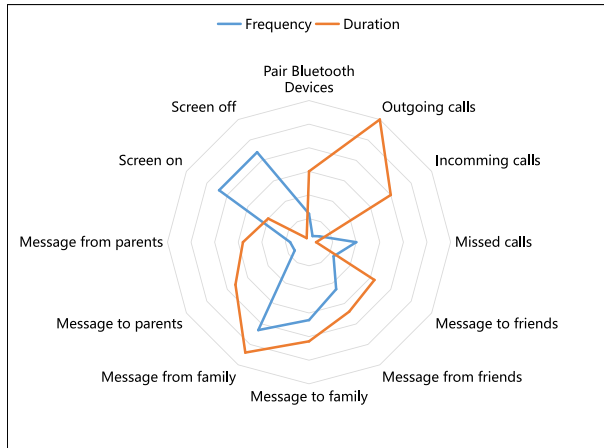 Frequency Duration
Pair Bluetooth
Devices
Screen off
Outgoing calls
Screen on
Incomming calls
Message from parents
Missed calls
Message to parents
Message to friends
Message from family
Message from friends
Message to family